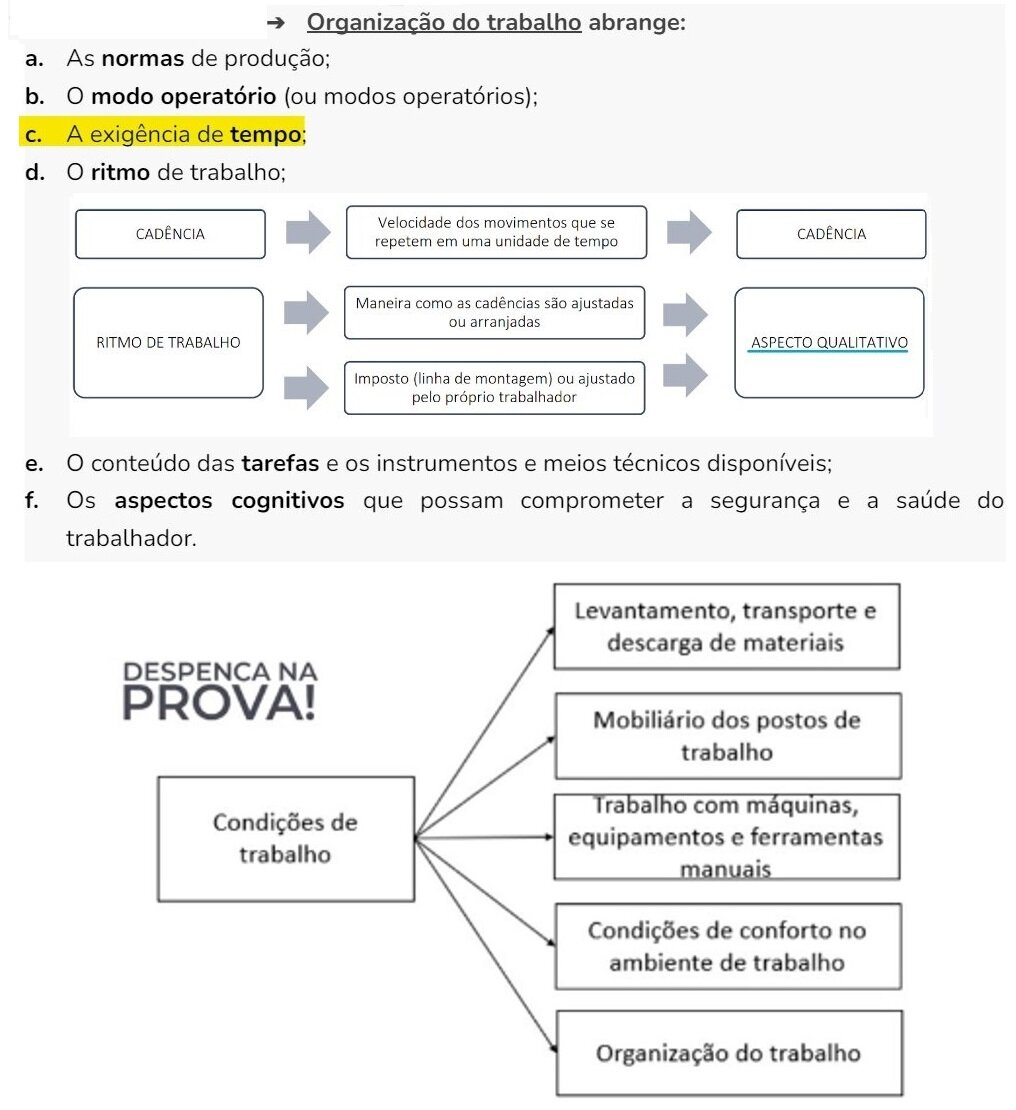 ➔ Organização do trabalho abrange:
a. As normas de produção;
b. O modo operatório (ou modos operatórios);
c. A exigência de tempo;
d. O ritmo de trabalho;
CADÊNCIA
Velocidade dos movimentos que se
repetem em uma unidade de tempo
CADÊNCIA
RITMO DE TRABALHO
Maneira como as cadências são ajustadas
ou arranjadas
Imposto (linha de montagem) ou ajustado
pelo próprio trabalhador
ASPECTO QUALITATIVO
e. O conteúdo das tarefas e os instrumentos e meios técnicos disponíveis;
f. Os aspectos cognitivos que possam comprometer a segurança e a saúde do
trabalhador.
DESPENCA NA
PROVA!
Condições de
trabalho
Levantamento, transporte e
descarga de materiais
Mobiliário dos postos de
trabalho
Trabalho com máquinas,
equipamentos e ferramentas
manuais
Condições de conforto no
ambiente de trabalho
Organização do trabalho